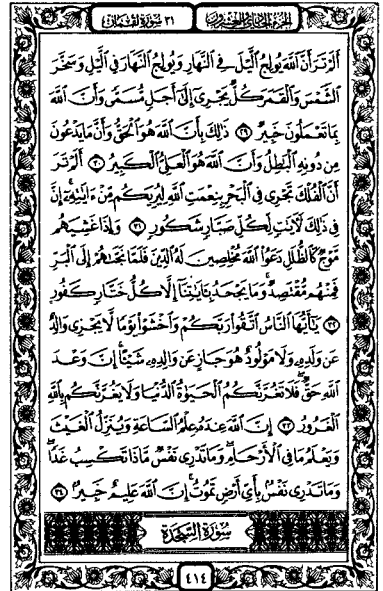 الجزء الحادي والعشرون ٣١ سورة لقمان
أَلَمْ تَرَ أَنَّ ٱللَّهَ يُولِجُ ٱلَّيْلَ فِى ٱلنَّهَارِ وَيُولِجُ ٱلنَّهَارَ فِى ٱلَّيْلِ وَسَخَّرَ
ٱلشَّمْسَ وَٱلْقَمَرَ كُلٌّ يَجْرِىٓ إِلَىٰٓ أَجَلٍ مُّسَمًّى وَأَنَّ ٱللَّهَ
بِمَا تَعْمَلُونَ خَبِيرٌ ٢٩ ذَٰلِكَ بِأَنَّ ٱللَّهَ هُوَ ٱلْحَقُّ وَأَنَّ مَا يَدْعُونَ
مِن دُونِهِ ٱلْبَٰطِلُ وَأَنَّ ٱللَّهَ هُوَ ٱلْعَلِىُّ ٱلْكَبِيرُ ٣٠ أَلَمْ تَرَ
أَنَّ ٱلْفُلْكَ تَجْرِى فِى ٱلْبَحْرِ بِنِعْمَتِ ٱللَّهِ لِيُرِيَكُم مِّنْ ءَايَٰتِهِۦٓ إِنَّ
فِى ذَٰلِكَ لَءَايَٰتٍ لِّكُلِّ صَبَّارٍ شَكُورٍ ٣١ وَإِذَا غَشِيَهُم
مَّوْجٌ كَٱلظُّلَلِ دَعَوُا۟ ٱللَّهَ مُخْلِصِينَ لَهُ ٱلدِّينَ فَلَمَّا نَجَّىٰهُمْ إِلَى ٱلْبَرِّ
فَمِنْهُم مُّقْتَصِدٌ وَمَا يَجْحَدُ بِـَٔايَٰتِنَآ إِلَّا كُلُّ خَتَّارٍ كَفُورٍ
٣٢ يَٰٓأَيُّهَا ٱلنَّاسُ ٱتَّقُوا۟ رَبَّكُمْ وَٱخْشَوْا۟ يَوْمًا لَّا يَجْزِى وَالِدٌ
عَن وَلَدِهِۦ وَلَا مَوْلُودٌ هُوَ جَازٍ عَن وَالِدِهِۦ شَيْـًٔا إِنَّ وَعْدَ
ٱللَّهِ حَقٌّ فَلَا تَغُرَّنَّكُمُ ٱلْحَيَوٰةُ ٱلدُّنْيَا وَلَا يَغُرَّنَّكُم بِٱللَّهِ
ٱلْغَرُورُ ٣٣ إِنَّ ٱللَّهَ عِندَهُۥ عِلْمُ ٱلسَّاعَةِ وَيُنَزِّلُ ٱلْغَيْثَ
وَيَعْلَمُ مَا فِى ٱلْأَرْحَامِ وَمَا تَدْرِى نَفْسٌ مَّاذَا تَكْسِبُ غَدًا
وَمَا تَدْرِى نَفْسٌۢ بِأَىِّ أَرْضٍ تَمُوتُ إِنَّ ٱللَّهَ عَلِيمٌ خَبِيرٌۢ ٣٤
سُورَةُ السَّجْدَة
٤١٤